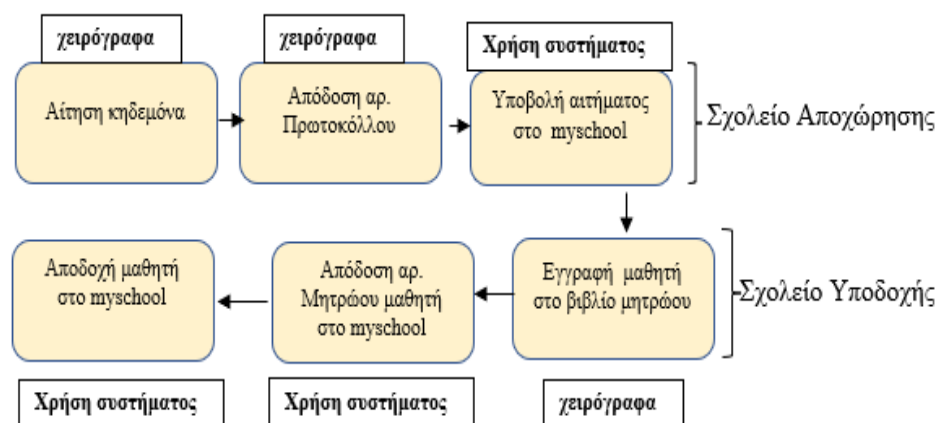 χειρόγραφα
χειρόγραφα
Χρήση συστήματος
Αίτηση κηδεμόνα
Απόδοση αρ.
Πρωτοκόλλου
Υποβολή αιτήματος
στο myschool
Σχολείο Αποχώρησης
Αποδοχή μαθητή
στο myschool
Απόδοση αρ.
Μητρώου μαθητή
στο myschool
Εγγραφή μαθητή
στο βιβλίο μητρώου
Σχολείο Υποδοχής
Χρήση συστήματος
Χρήση συστήματος
χειρόγραφα